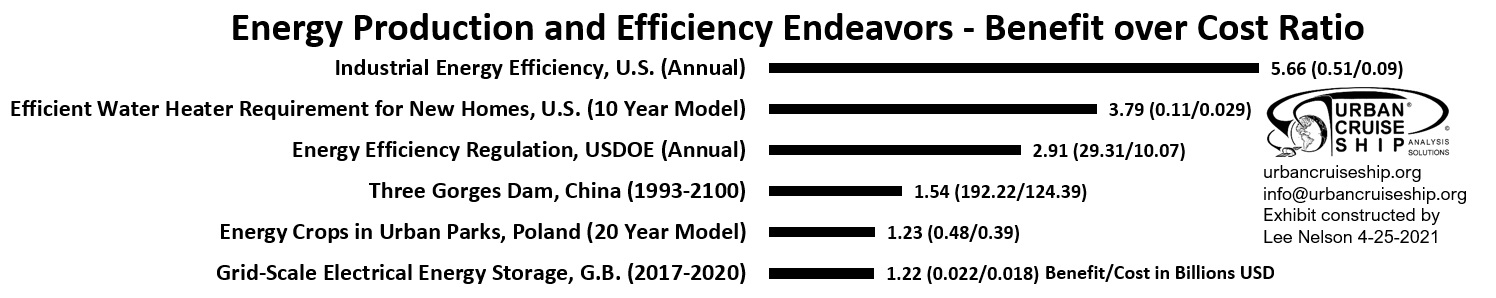 Energy Production and Efficiency Endeavors - Benefit over Cost Ratio
Industrial Energy Efficiency, U.S. (Annual) 5.66 (0.51/0.09)
Efficient Water Heater Requirement for New Homes, U.S. (10 Year Model) 3.79 (0.11/0.029)
Energy Efficiency Regulation, USDOE (Annual) 2.91 (29.31/10.07)
Three Gorges Dam, China (1993-2100) 1.54 (192.22/124.39)
Energy Crops in Urban Parks, Poland (20 Year Model) 1.23 (0.48/0.39)
Grid-Scale Electrical Energy Storage, G.B. (2017-2020) 1.22 (0.022/0.018) Benefit/Cost in Billions USD
URBAN®
CRUISE ©
SHIP ANALYSIS
SOLUTIONS
urbancruiseship.org
info@urbancruiseship.org
Exhibit constructed by
Lee Nelson 4-25-2021